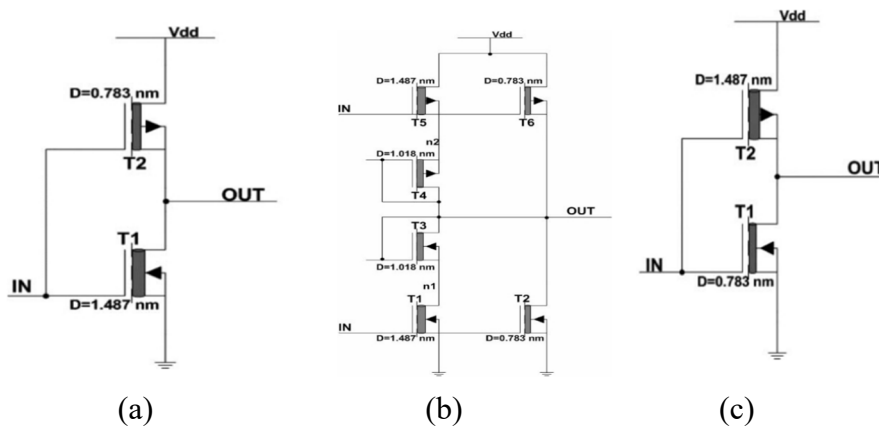 Vdd
D=0.783 nm
T2
OUT
T1
IN
D=1.487 nm
(a)
Vdd
D=1.487 nm
D=0.783 nm
IN
T5
T6
n2
D=1.018 nm
T4
OUT
T3
D=1.018 nm
n1
T1
T2
IN
D=1.487 nm
D=0.783 nm
(b)
Vdd
D=1.487 nm
T2
OUT
T1
IN
D=0.783 nm
(c)